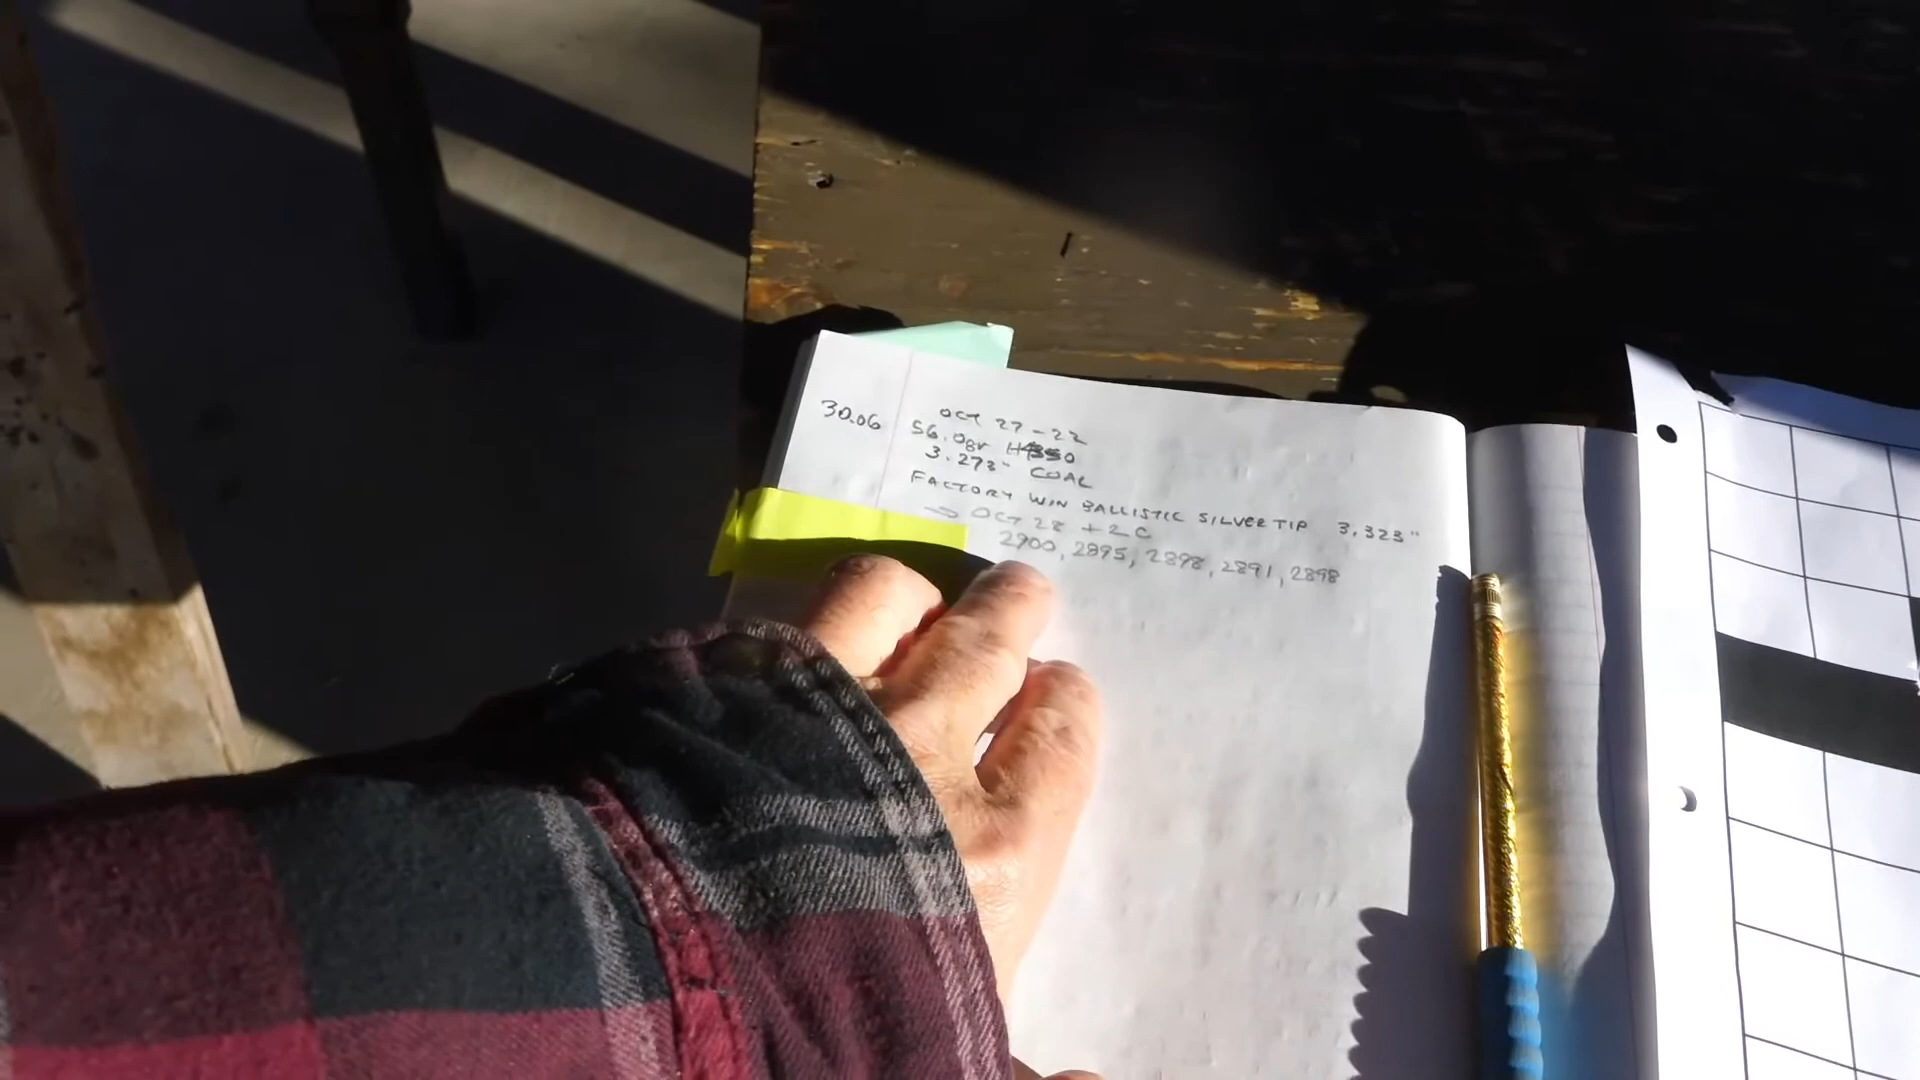 OCT 27-22
30.06 56.0gr H4350
3.273" COAL
FACTORY WIN BALLISTIC SILVERTIP 3.323"
→ OCT 28 +2C
2900, 2895, 2898, 2891, 2898